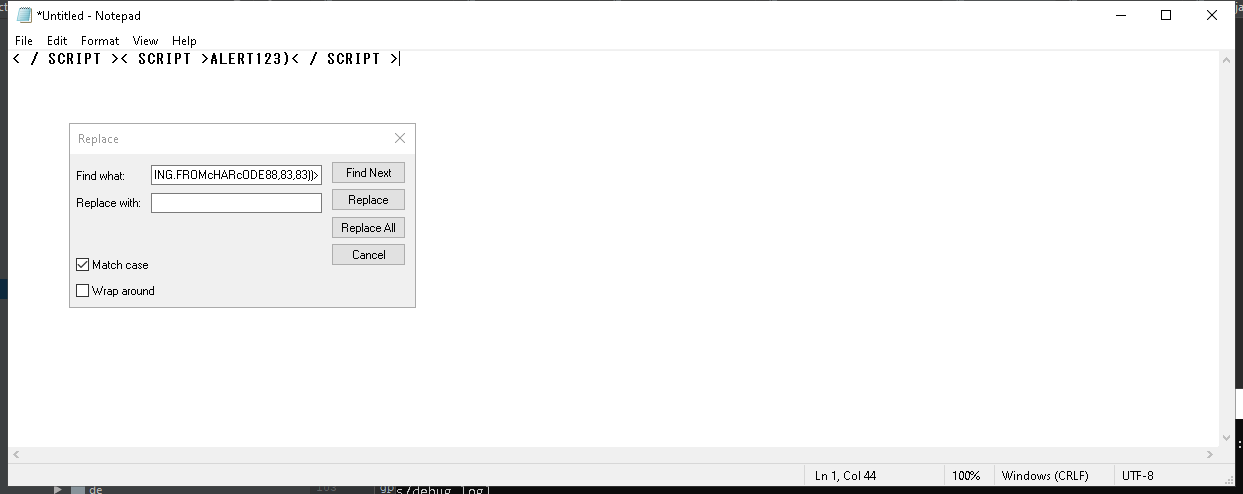 *Untitled - Notepad
File Edit Format View Help
< / SCRIPT >< SCRIPT >ALERT123)< / SCRIPT >
Replace
Find what: ING.FROMcHARcODE88,83,83))> Find Next
Replace with: Replace
Replace All
Cancel
Match case
Wrap around
Ln 1, Col 44 100% Windows (CRLF) UTF-8
de